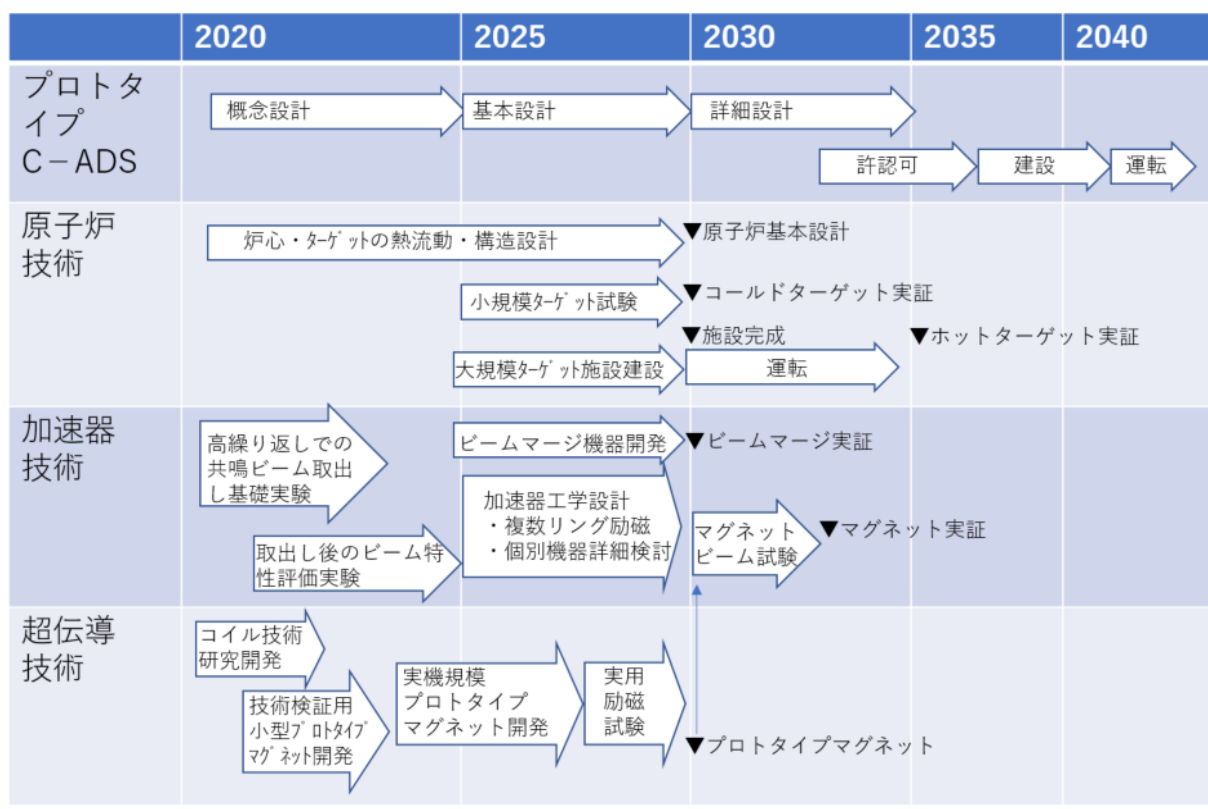 2020 2025 2030 2035 2040
プロトタ
イプ
C－ADS
概念設計
基本設計
詳細設計
許認可
建設
運転
原子炉
技術
炉心・ﾀｰｹﾞｯﾄの熱流動・構造設計
▼原子炉基本設計
小規模ﾀｰｹﾞｯﾄ試験
▼コールドターゲット実証
▼施設完成
▼ホットターゲット実証
大規模ﾀｰｹﾞｯﾄ施設建設
運転
加速器
技術
高繰り返しでの
共鳴ビーム取出
し基礎実験
ビームマージ機器開発
▼ビームマージ実証
取出し後のビーム特
性評価実験
加速器工学設計
・複数リング励磁
・個別機器詳細検討
マグネット
ビーム試験
▼マグネット実証
超伝導
技術
コイル技術
研究開発
技術検証用
小型ﾌﾟﾛﾄﾀｲﾌﾟ
ﾏｸﾞﾈｯﾄ開発
実機規模
プロトタイプ
マグネット開発
実用
励磁
試験
▼プロトタイプマグネット